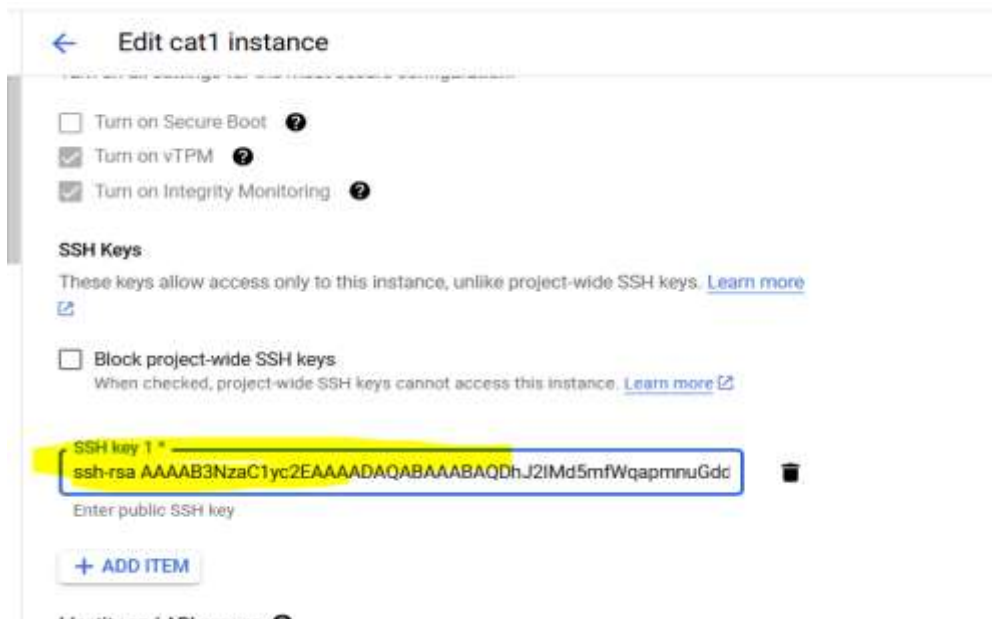 Edit cat1 instance
Turn on Secure Boot
Turn on vTPM
Turn on Integrity Monitoring
SSH Keys
These keys allow access only to this instance, unlike project-wide SSH keys. Learn more
Block project-wide SSH keys
When checked, project-wide SSH keys cannot access this instance. Learn more
SSH key 1 *
ssh-rsa AAAAB3NzaC1yc2EAAAADAQABAAABAQDhJ2IMd5mfWqapmnuGdc
Enter public SSH key
+ ADD ITEM